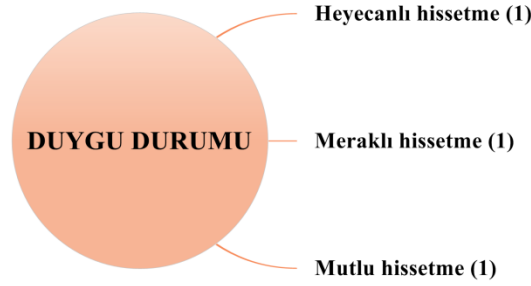 Heyecanlı hissetme (1)
DUYGU DURUMU
Meraklı hissetme (1)
Mutlu hissetme (1)